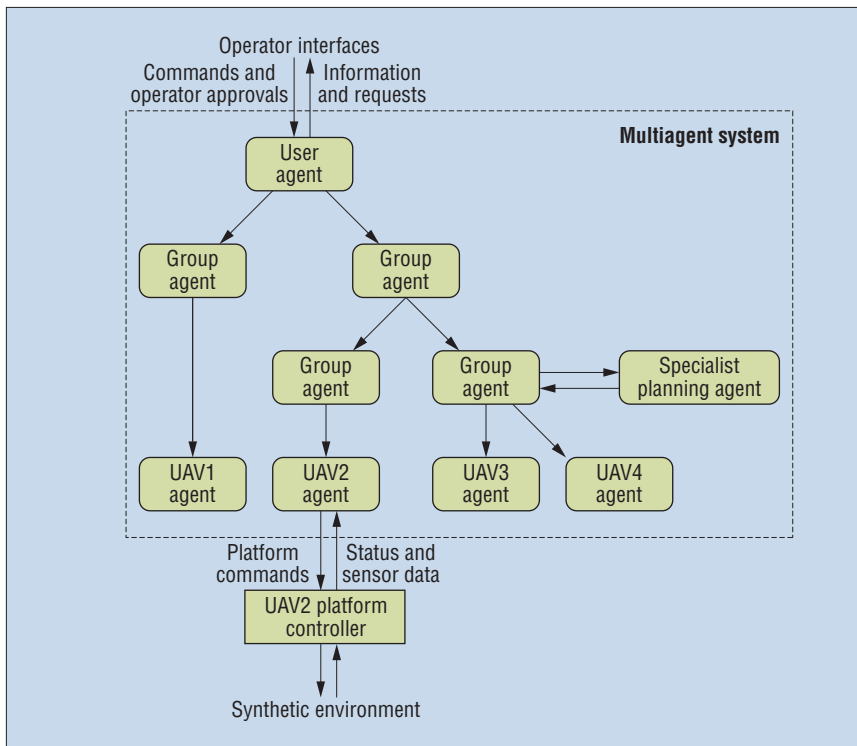 Operator interfaces
Commands and
operator approvals
Information
and requests
Multiagent system
User
agent
Group
agent
Group
agent
Group
agent
Group
agent
Specialist
planning agent
UAV1
agent
UAV2
agent
UAV3
agent
UAV4
agent
Platform
commands
Status and
sensor data
UAV2 platform
controller
Synthetic environment